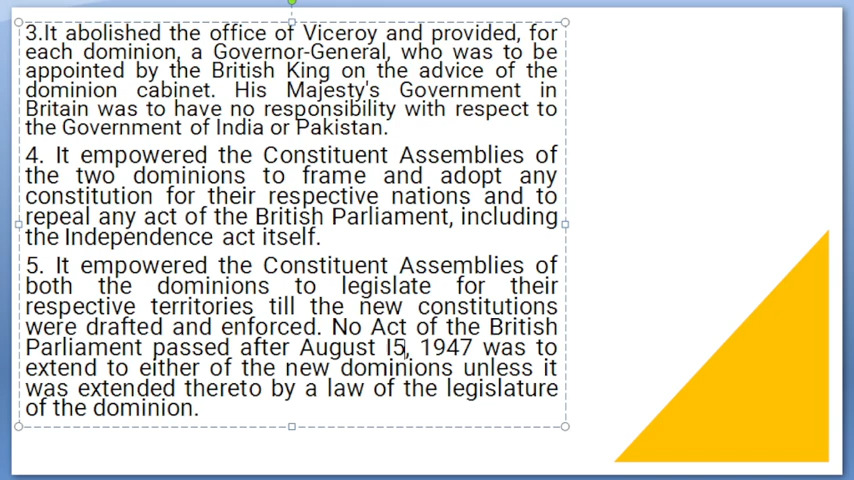 3.It abolished the office of Viceroy and provided, for
each dominion, a Governor-General, who was to be
appointed by the British King on the advice of the
dominion cabinet. His Majesty's Government in
Britain was to have no responsibility with respect to
the Government of India or Pakistan.
4. It empowered the Constituent Assemblies of
the two dominions to frame and adopt any
constitution for their respective nations and to
repeal any act of the British Parliament, including
the Independence act itself.
5. It empowered the Constituent Assemblies of
both the dominions to legislate for their
respective territories till the new constitutions
were drafted and enforced. No Act of the British
Parliament passed after August I5, 1947 was to
extend to either of the new dominions unless it
was extended thereto by a law of the legislature
of the dominion.